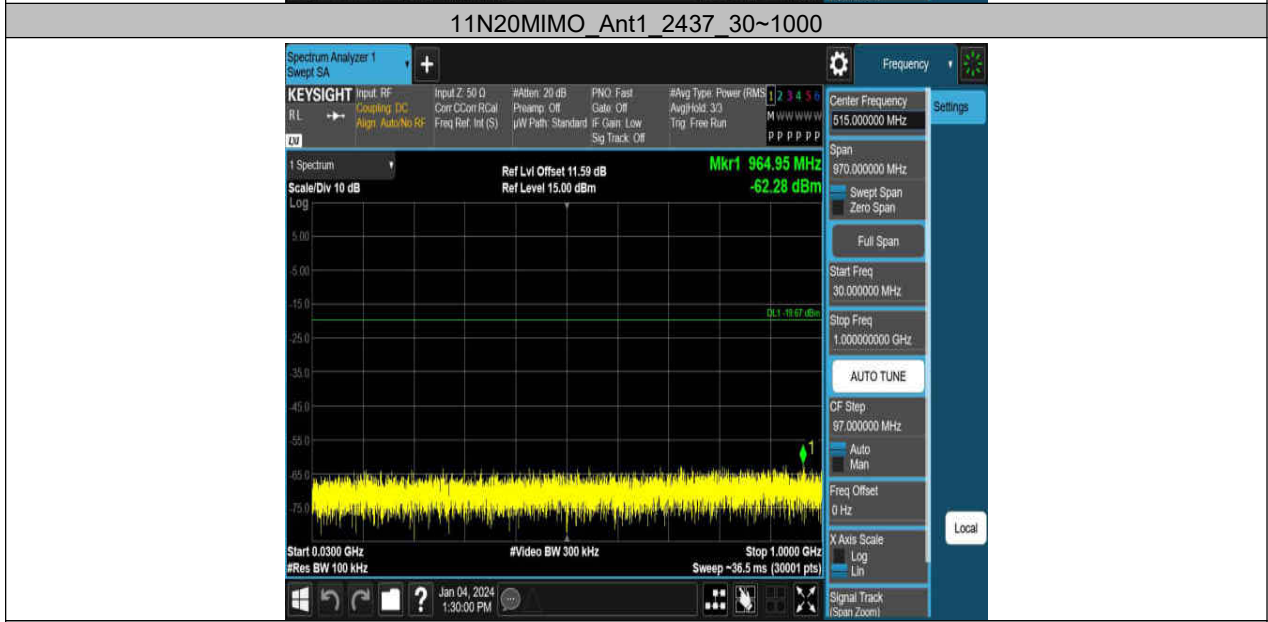 11N20MIMO_Ant1_2437_30~1000
Spectrum Analyzer 1
Swept SA
+
Frequency
KEYSIGHT
RL
Input: RF
Coupling: DC
Align: Auto/No RF
Input Z: 50 Ω
Corr CCorr RCal
Freq Ref: Int (S)
#Atten: 20 dB
Preamp: Off
µW Path: Standard
PNO: Fast
Gate: Off
IF Gain: Low
Sig Track: Off
#Avg Type: Power (RMS
Avg|Hold: 3/3
Trig: Free Run
1 2 3 4 5 6
M W W W W W
P P P P P P
1 Spectrum
Scale/Div 10 dB
Log
Ref Lvl Offset 11.59 dB
Ref Level 15.00 dBm
Mkr1 964.95 MHz
-62.28 dBm
5.00
-5.00
-15.0
DL1 -19.67 dBm
-25.0
-35.0
-45.0
-55.0
1
-65.0
-75.0
Start 0.0300 GHz
#Res BW 100 kHz
#Video BW 300 kHz
Stop 1.0000 GHz
Sweep ~36.5 ms (30001 pts)
?
Jan 04, 2024
1:30:00 PM
Center Frequency
515.000000 MHz
Settings
Span
970.000000 MHz
Swept Span
Zero Span
Full Span
Start Freq
30.000000 MHz
Stop Freq
1.000000000 GHz
AUTO TUNE
CF Step
97.000000 MHz
Auto
Man
Freq Offset
0 Hz
X Axis Scale
Log
Lin
Signal Track
(Span Zoom)
Local